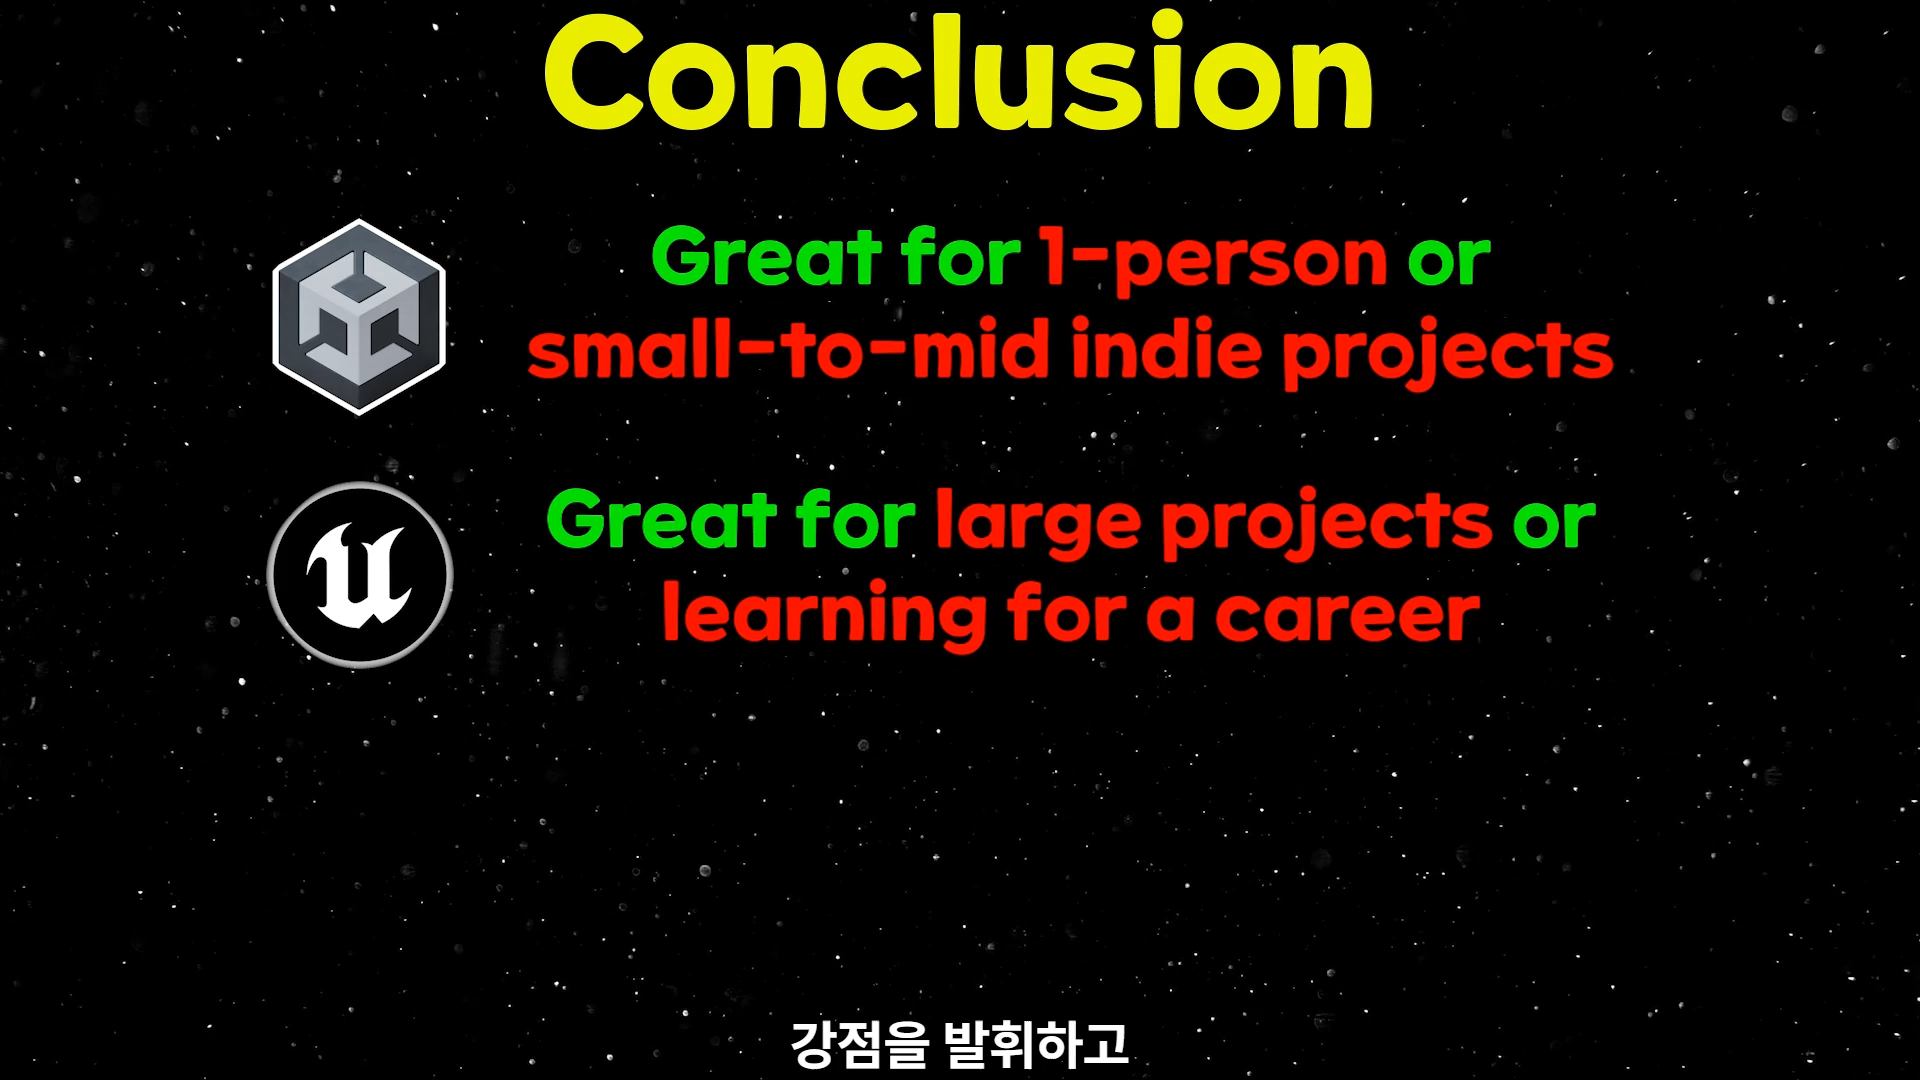 Conclusion
Great for 1-person or
small-to-mid indie projects
Great for large projects or
learning for a career
강점을 발휘하고